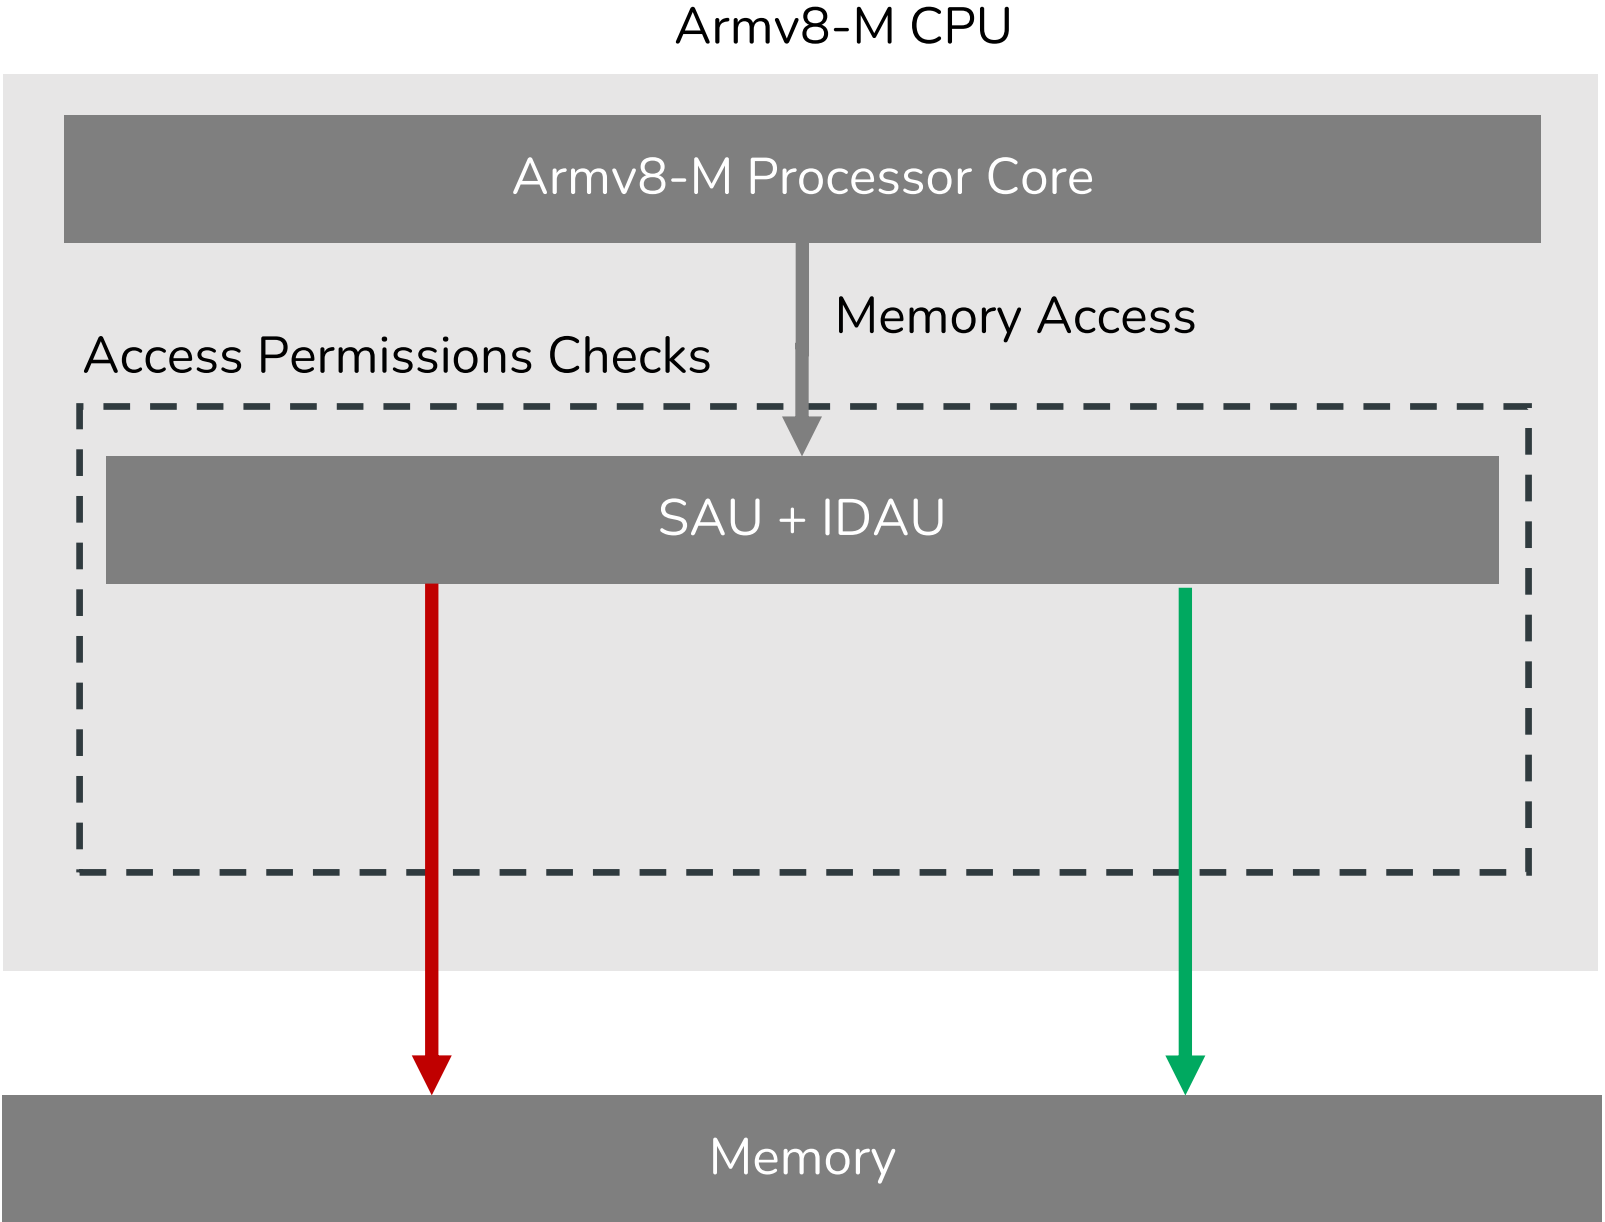 Armv8-M CPU
Armv8-M Processor Core
Memory Access
Access Permissions Checks
SAU + IDAU
Memory